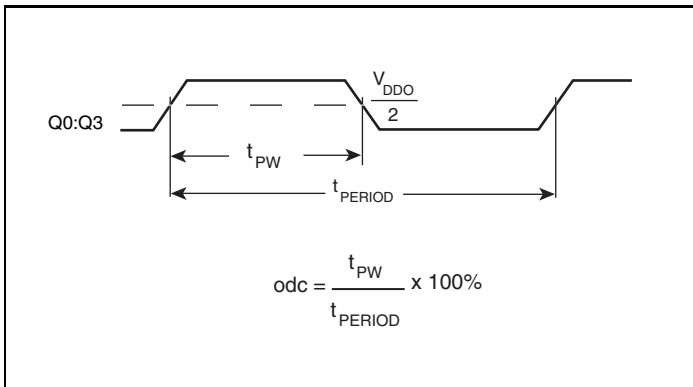 V_DDO
2
Q0:Q3
t_PW
t_PERIOD
odc = t_PW / t_PERIOD x 100%